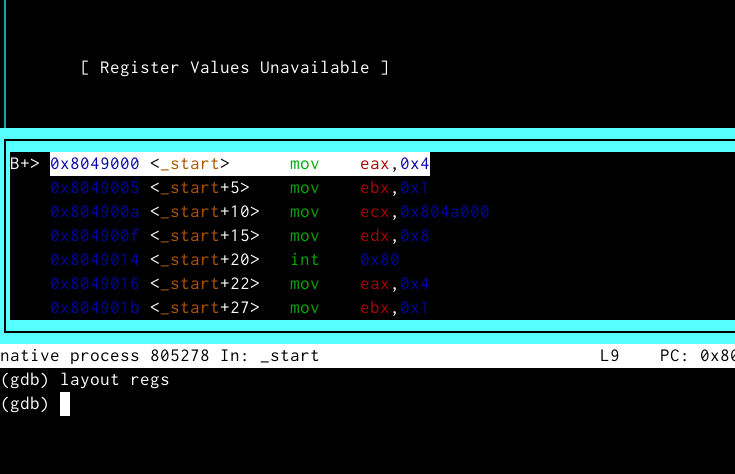 [ Register Values Unavailable ]
B+> 0x8049000 <_start> mov eax,0x4
0x8049005 <_start+5> mov ebx,0x1
0x804900a <_start+10> mov ecx,0x804a000
0x804900f <_start+15> mov edx,0x8
0x8049014 <_start+20> int 0x80
0x8049016 <_start+22> mov eax,0x4
0x804901b <_start+27> mov ebx,0x1
native process 805278 In: _start L9 PC: 0x80
(gdb) layout regs
(gdb)